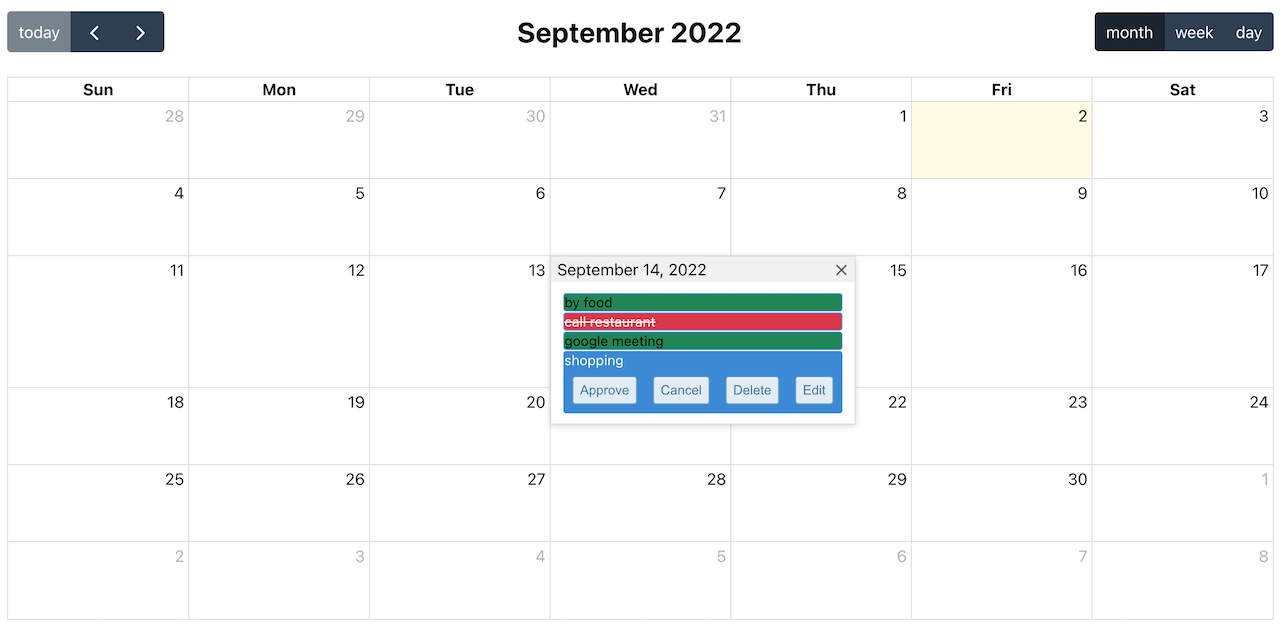 today September 2022 month week day
Sun Mon Tue Wed Thu Fri Sat
28 29 30 31 1 2 3
4 5 6 7 8 9 10
11 12 13 September 14, 2022 15 16 17
by food
call restaurant
google meeting
shopping
Approve Cancel Delete Edit
18 19 20 22 23 24
25 26 27 28 29 30 1
2 3 4 5 6 7 8